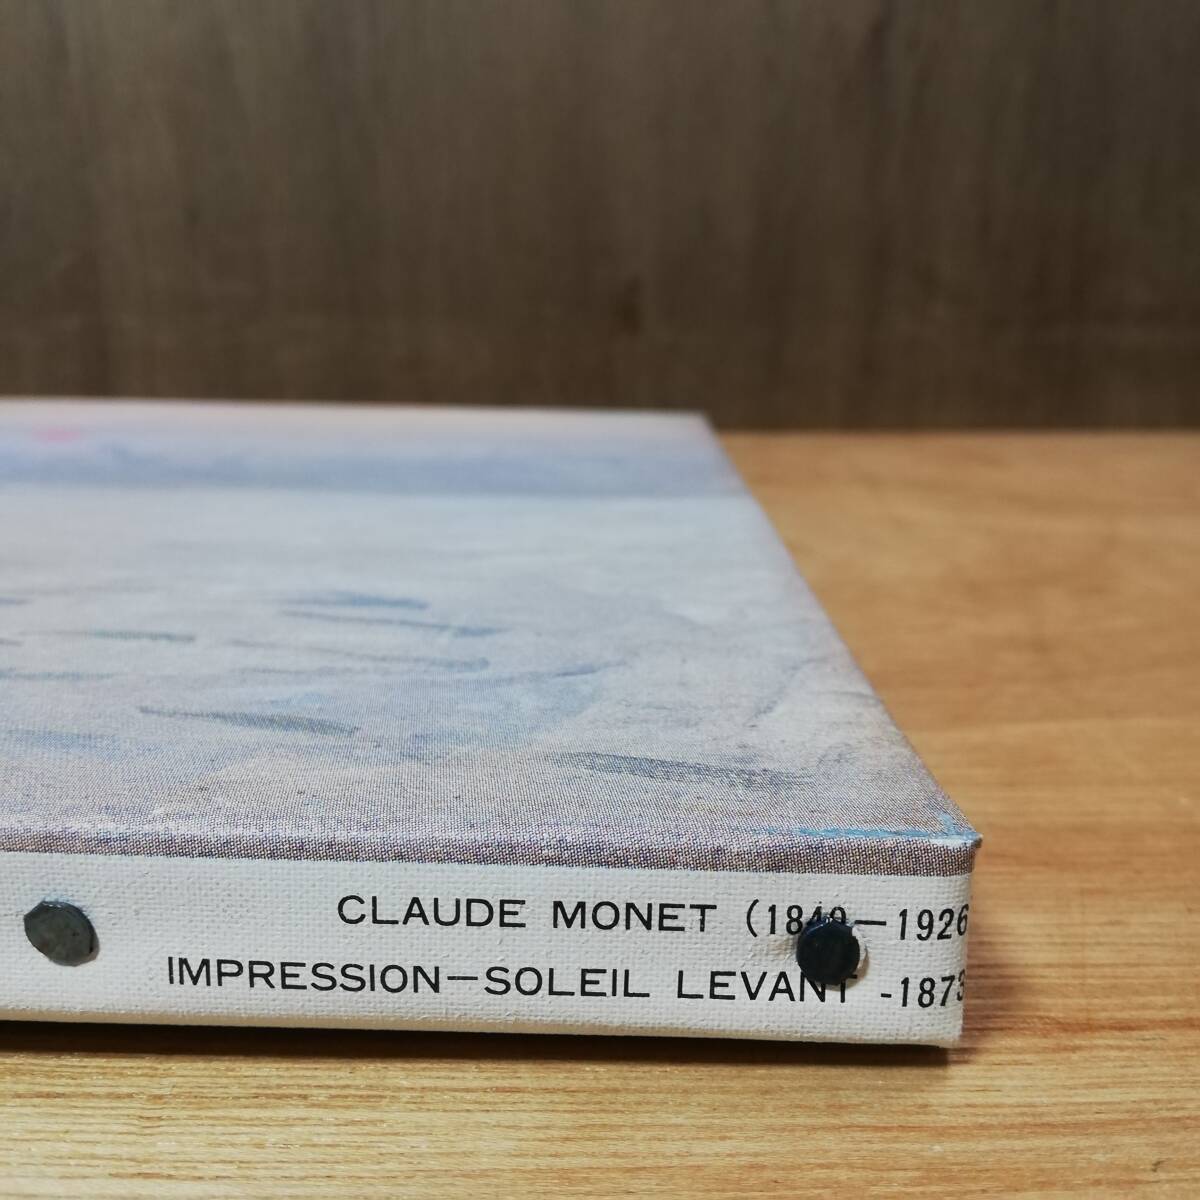 CLAUDE MONET (1840—1926
IMPRESSION—SOLEIL LEVANT -1873